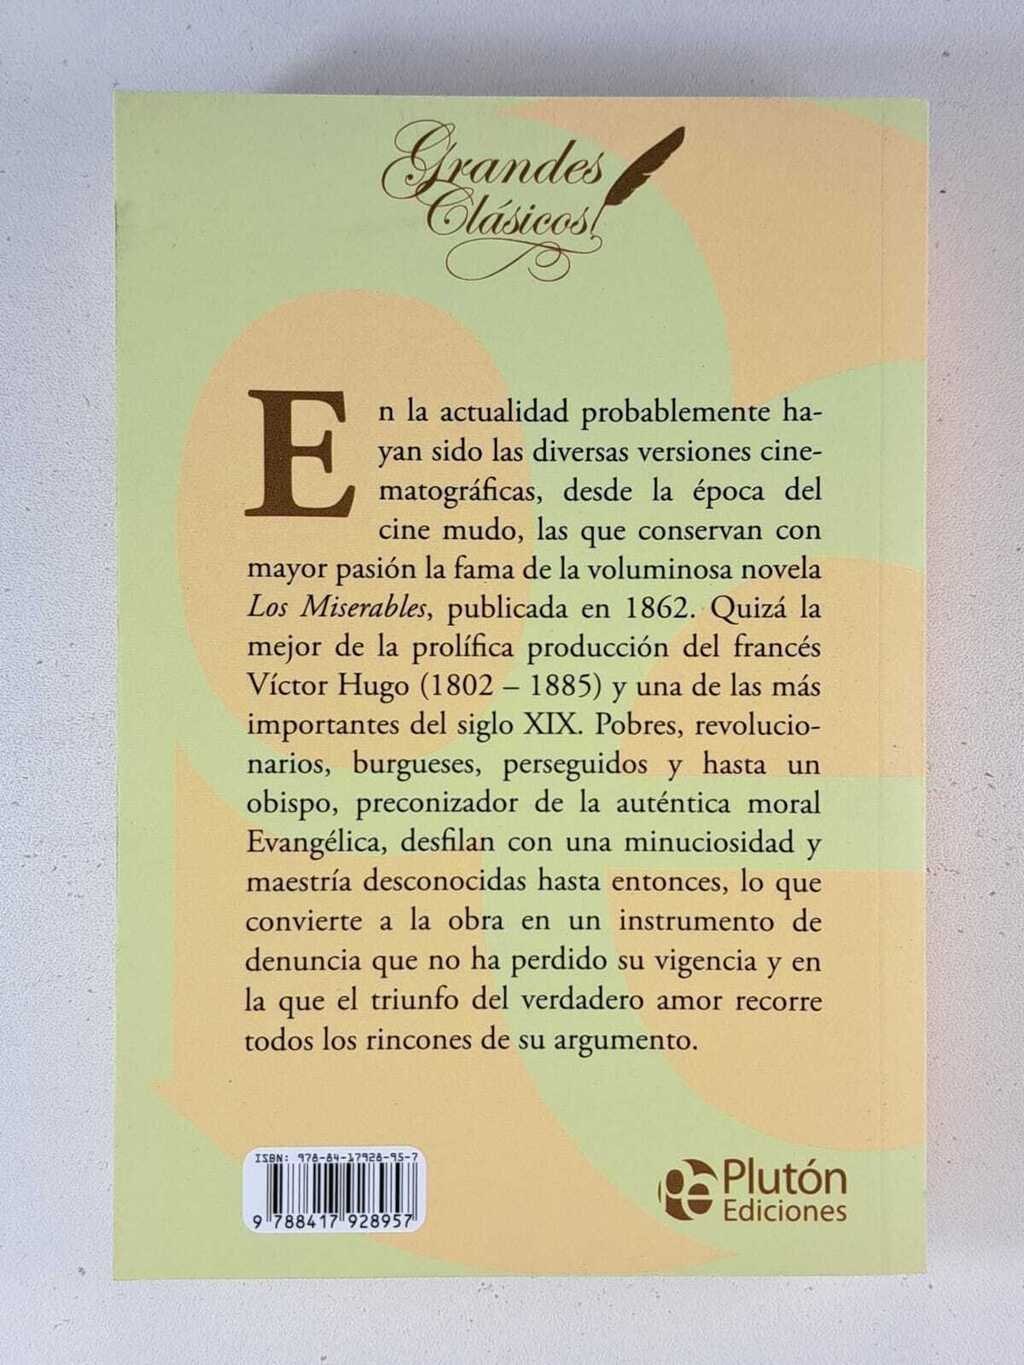 Grandes
Clásicos
En la actualidad probablemente ha-
yan sido las diversas versiones cine-
matográficas, desde la época del
cine mudo, las que conservan con
mayor pasión la fama de la voluminosa novela
Los Miserables, publicada en 1862. Quizá la
mejor de la prolífica producción del francés
Víctor Hugo (1802 – 1885) y una de las más
importantes del siglo XIX. Pobres, revolucio-
narios, burgueses, perseguidos y hasta un
obispo, preconizador de la auténtica moral
Evangélica, desfilan con una minuciosidad y
maestría desconocidas hasta entonces, lo que
convierte a la obra en un instrumento de
denuncia que no ha perdido su vigencia y en
la que el triunfo del verdadero amor recorre
todos los rincones de su argumento.
ISBN: 978-84-17928-95-7
9 788417 928957
Plutón
Ediciones